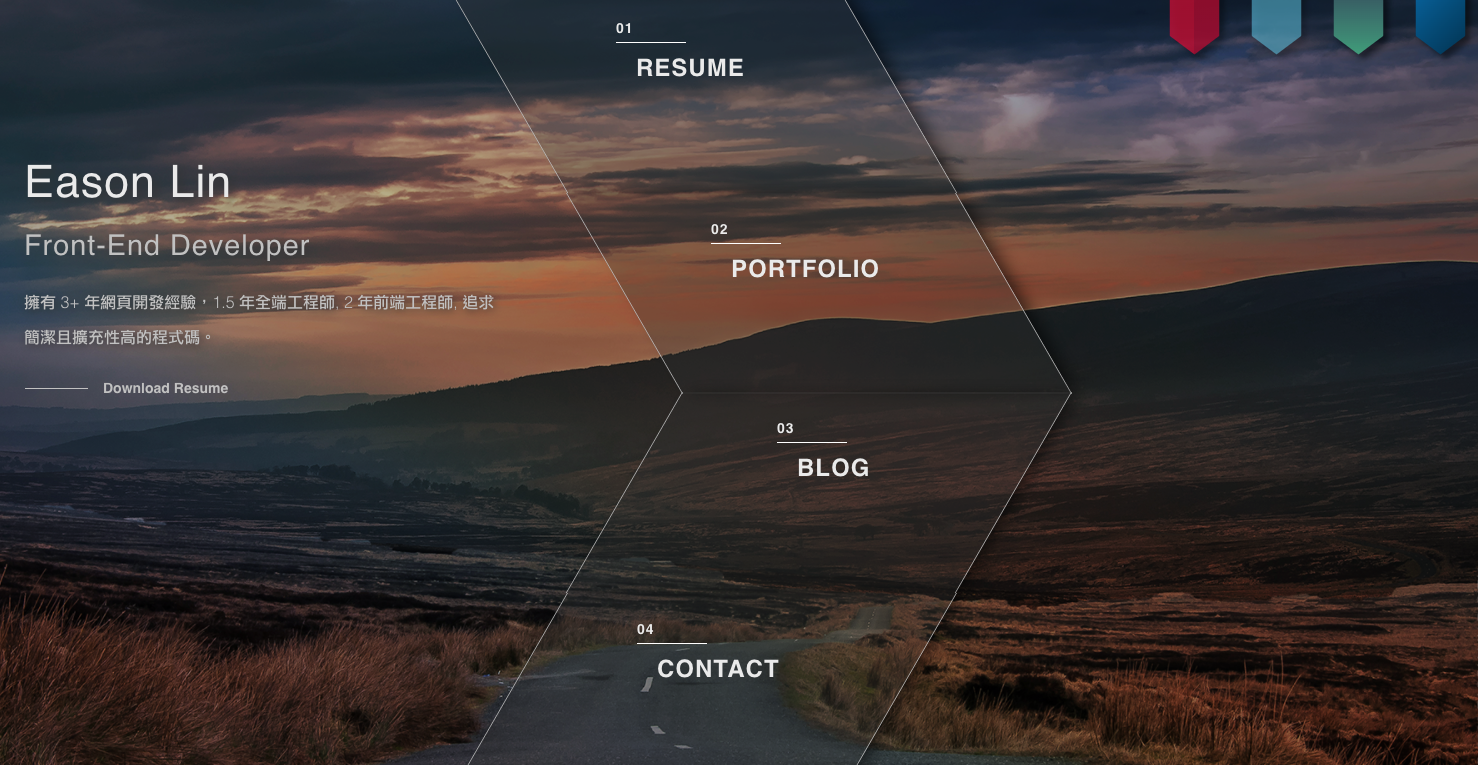 01
RESUME
Eason Lin
02
Front-End Developer
PORTFOLIO
擁有 3+ 年網頁開發經驗，1.5 年全端工程師, 2 年前端工程師, 追求
簡潔且擴充性高的程式碼。
Download Resume
03
BLOG
04
CONTACT